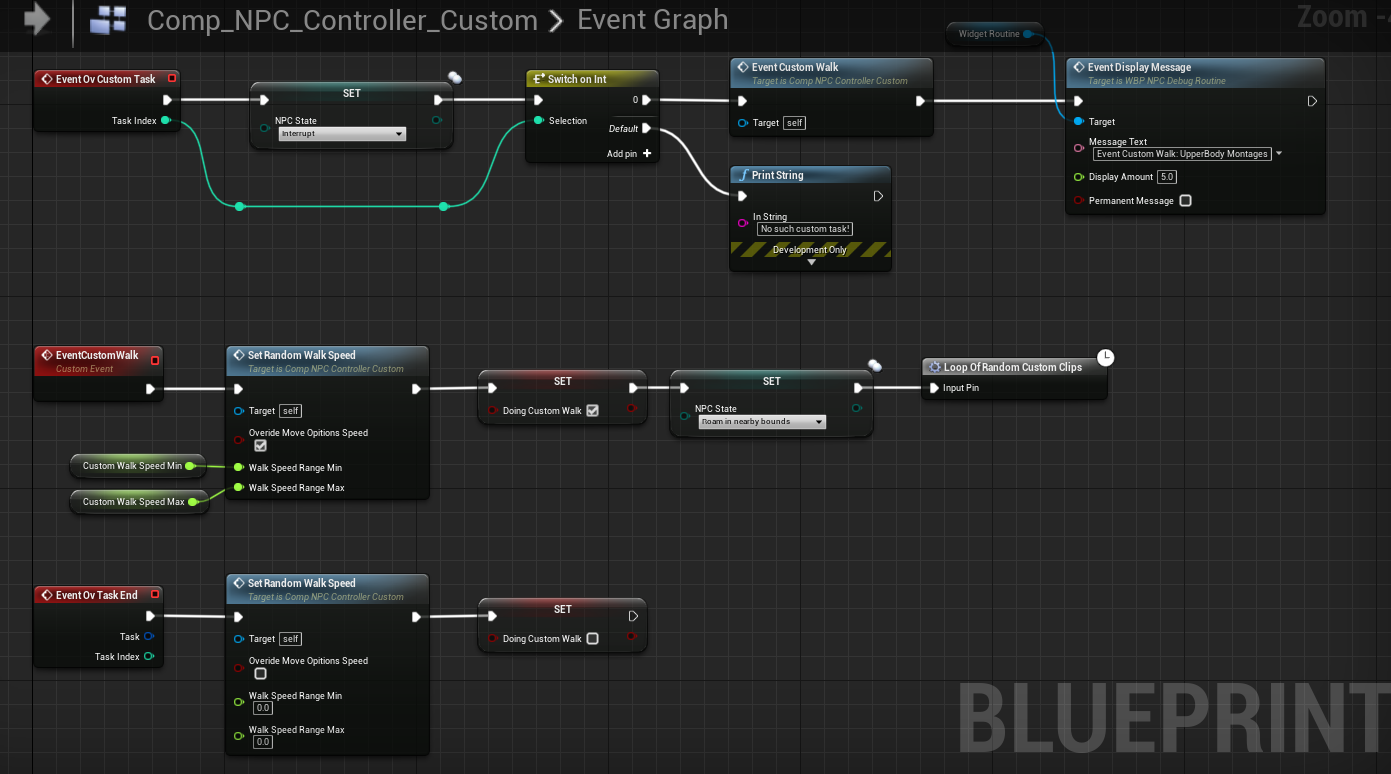 Comp_NPC_Controller_Custom > Event Graph
Zoom -
Widget Routine
Event Ov Custom Task
Task Index
SET
NPC State
Interrupt
Switch on Int
0
Selection
Default
Add pin +
Event Custom Walk
Target is Comp NPC Controller Custom
Target self
Print String
In String
No such custom task!
Development Only
Event Display Message
Target is WBP NPC Debug Routine
Target
Message Text
Event Custom Walk: UpperBody Montages
Display Amount 5.0
Permanent Message
EventCustomWalk
Custom Event
Custom Walk Speed Min
Custom Walk Speed Max
Set Random Walk Speed
Target is Comp NPC Controller Custom
Target self
Overide Move Opitions Speed
Walk Speed Range Min
Walk Speed Range Max
SET
Doing Custom Walk
SET
NPC State
Roam in nearby bounds
Loop Of Random Custom Clips
Input Pin
Event Ov Task End
Task
Task Index
Set Random Walk Speed
Target is Comp NPC Controller Custom
Target self
Overide Move Opitions Speed
Walk Speed Range Min
0.0
Walk Speed Range Max
0.0
SET
Doing Custom Walk
BLUEPRINT